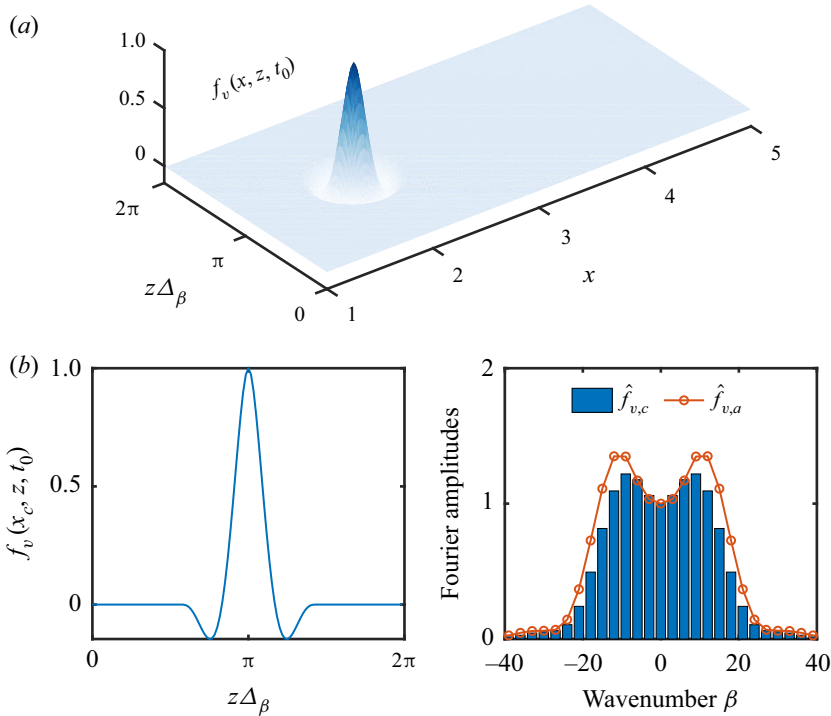 (a)
1.0
0.5
0
f_v(x, z, t_0)
2π
π
0
zΔ_β
1
2
3
4
5
x
(b)
1.0
0.5
0
f_v(x_c, z, t_0)
0
π
2π
zΔ_β
2
1
0
Fourier amplitudes
f̂_{v,c}
f̂_{v,a}
–40
–20
0
20
40
Wavenumber β